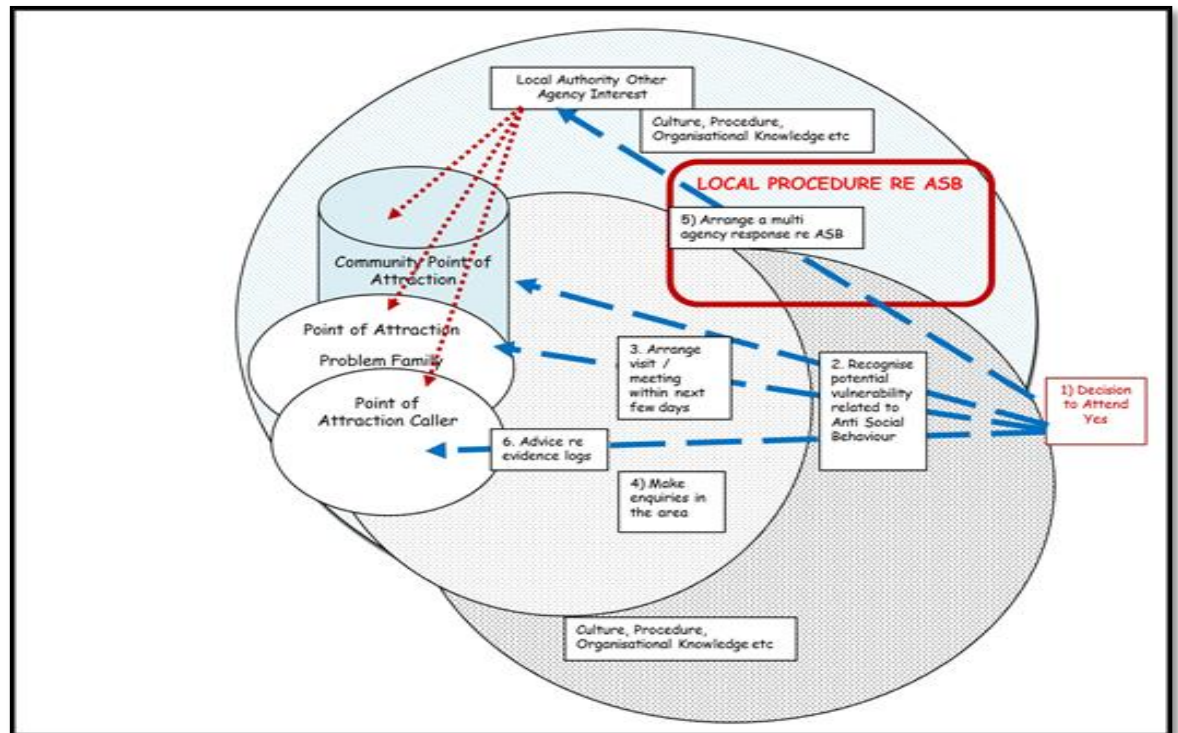 Local Authority Other
Agency Interest
Culture, Procedure,
Organisational Knowledge etc
LOCAL PROCEDURE RE ASB
5) Arrange a multi
agency response re ASB
Community Point of
Attraction
Point of Attraction
Problem Family
Point of
Attraction Caller
3. Arrange
visit /
meeting
within next
few days
2. Recognise
potential
vulnerability
related to
Anti Social
Behaviour
1) Decision
to Attend
Yes
6. Advice re
evidence logs
4) Make
enquiries in
the area
Culture, Procedure,
Organisational Knowledge etc